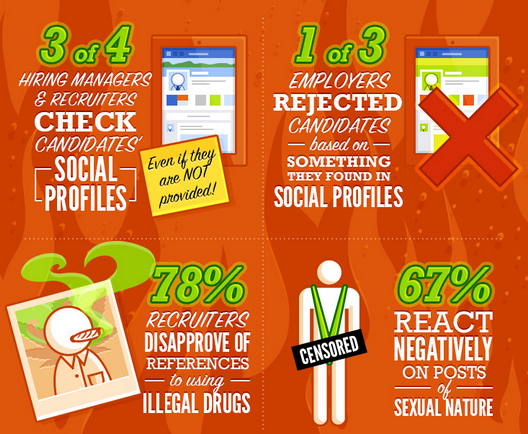 3 of 4
HIRING MANAGERS
& RECRUITERS
CHECK
CANDIDATES'
SOCIAL
PROFILES
Even if they
are NOT
provided!
1 of 3
EMPLOYERS
REJECTED
CANDIDATES
based on
SOMETHING
THEY FOUND IN
SOCIAL PROFILES
78%
RECRUITERS
DISAPPROVE OF
REFERENCES
to using
ILLEGAL DRUGS
CENSORED
67%
REACT
NEGATIVELY
ON POSTS
of
SEXUAL NATURE